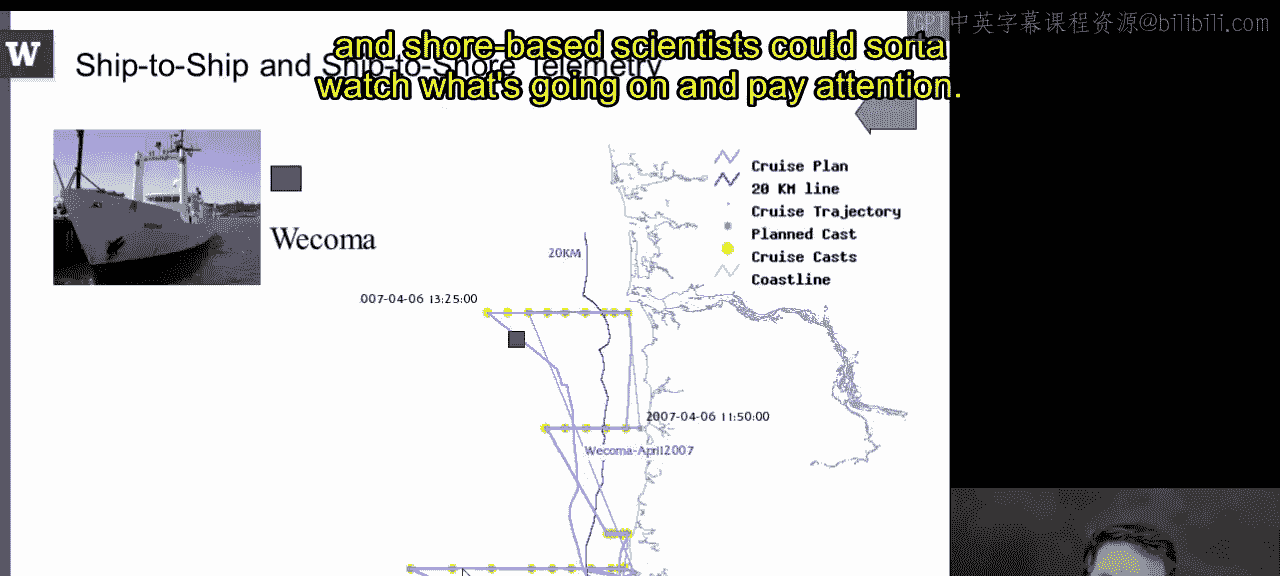 GPT中英字幕课程资源@bilibili.com
W
and shore-based scientists could sorta
watch what's going on and pay attention.
Ship-to-Ship and Ship-to-Shore Telemetry
Wecoma
Cruise Plan
20 KM line
Cruise Trajectory
Planned Cast
Cruise Casts
Coastline
20KM
007-04-06 13:25:00
2007-04-06 11:50:00
Wecoma-April2007